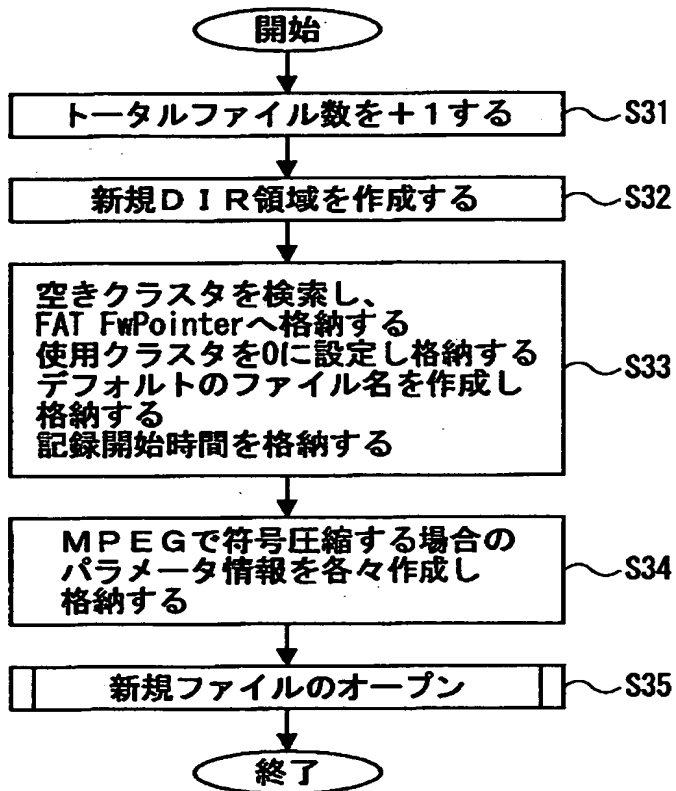 開始
トータルファイル数を+1する
S31
新規DIR領域を作成する
S32
空きクラスタを検索し、
FAT FwPointerへ格納する
使用クラスタを0に設定し格納する
デフォルトのファイル名を作成し
格納する
記録開始時間を格納する
S33
MPEGで符号圧縮する場合の
パラメータ情報を各々作成し
格納する
S34
新規ファイルのオープン
S35
終了